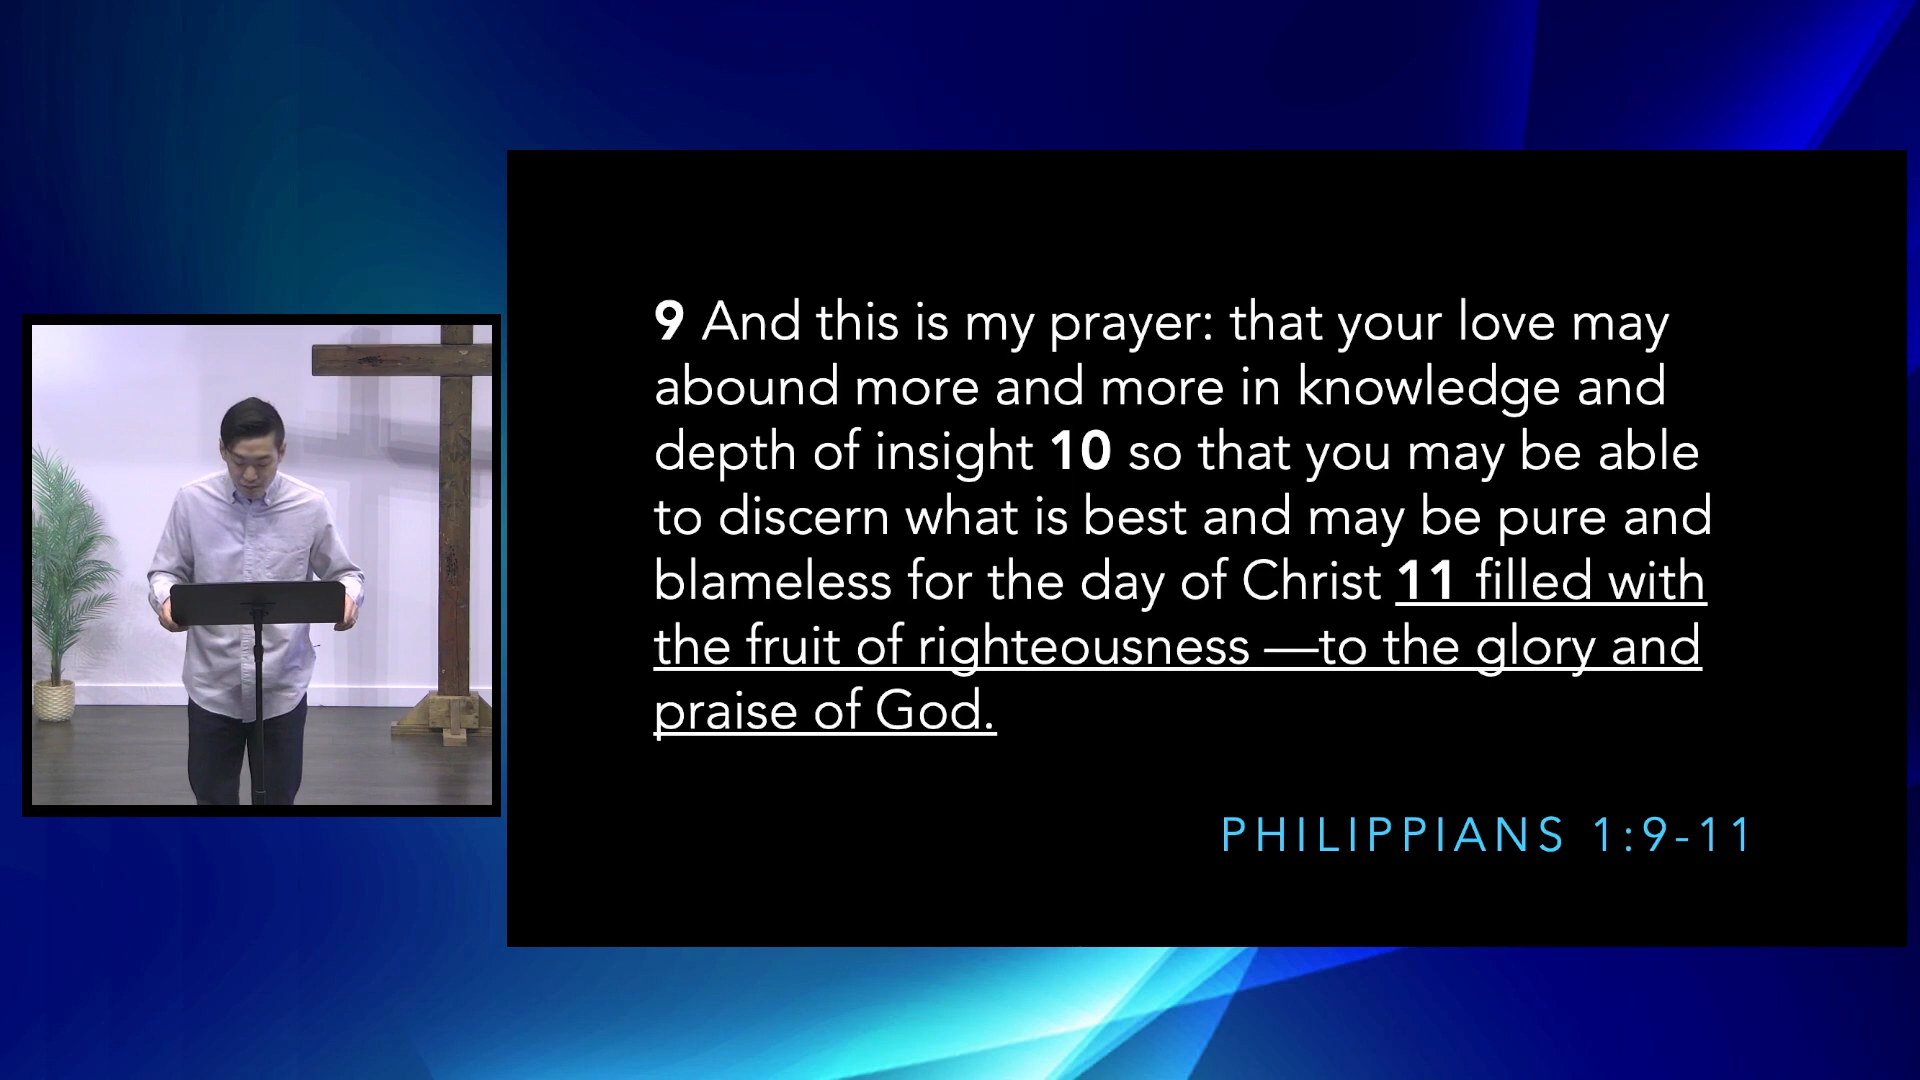 9 And this is my prayer: that your love may
abound more and more in knowledge and
depth of insight 10 so that you may be able
to discern what is best and may be pure and
blameless for the day of Christ 11 filled with
the fruit of righteousness —to the glory and
praise of God.
PHILIPPIANS 1:9-11